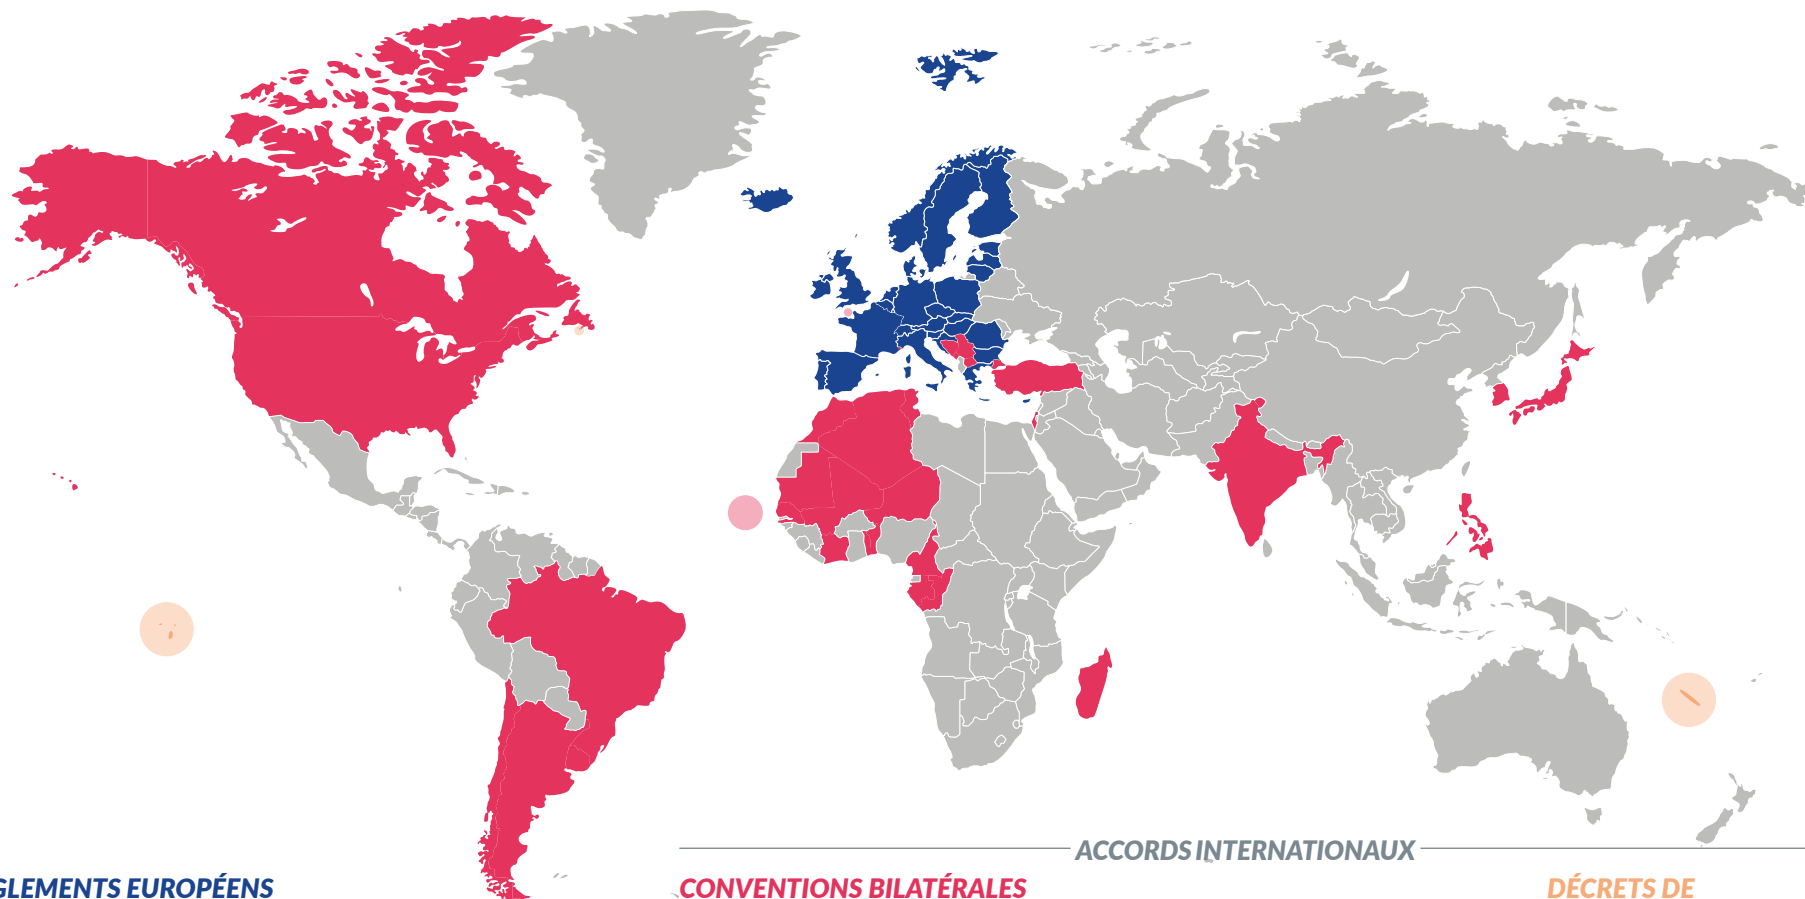 ACCORDS INTERNATIONAUX
GLEMENTS EUROPÉENS
CONVENTIONS BILATÉRALES
DÉCRETS DE